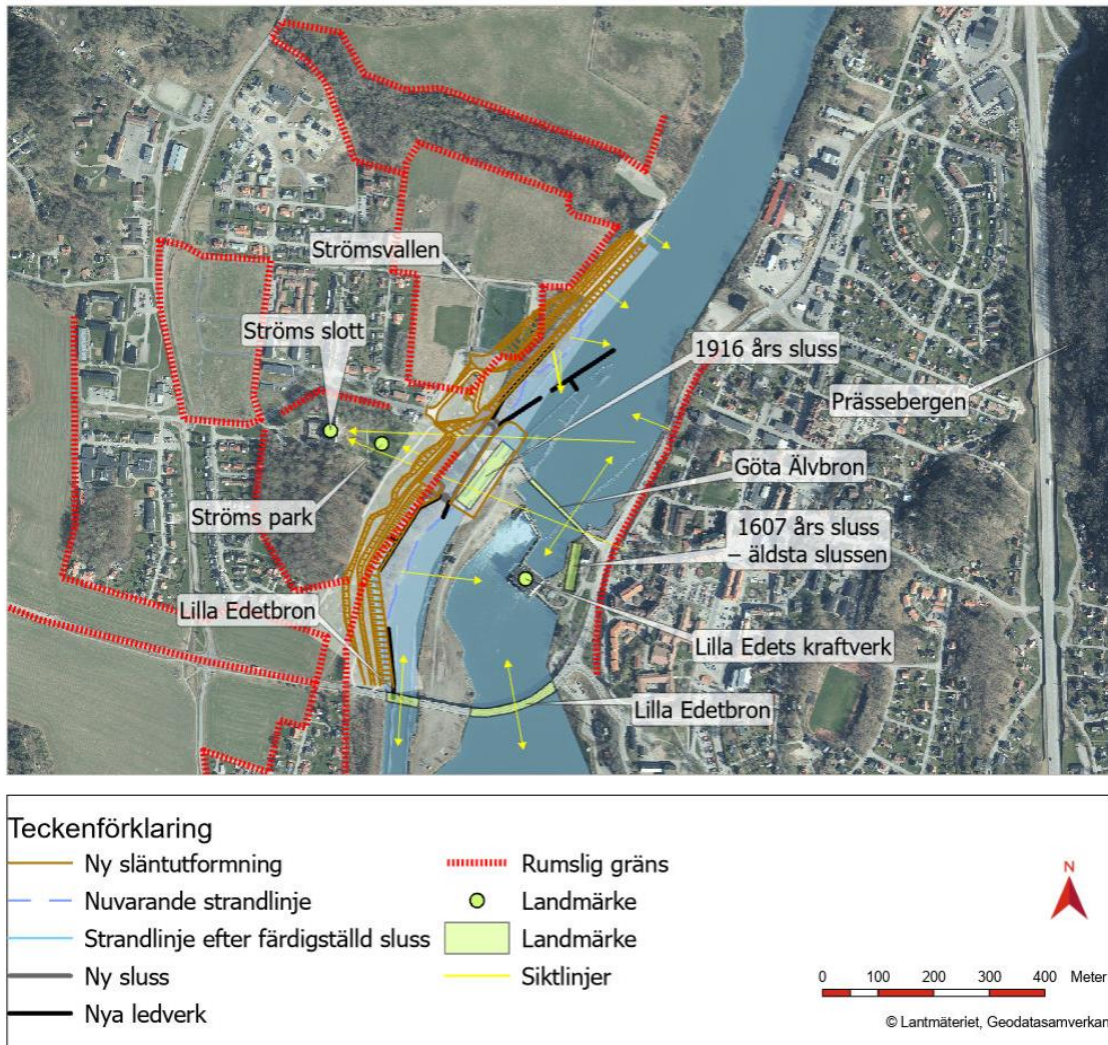 Strömsvallen
Ströms slott
1916 års sluss
Prässebergen
Göta Älvbron
Ströms park
1607 års sluss
– äldsta slussen
Lilla Edetbron
Lilla Edets kraftverk
Lilla Edetbron
Teckenförklaring
Ny släntutformning
Nuvarande strandlinje
Strandlinje efter färdigställd sluss
Ny sluss
Nya ledverk
Rumslig gräns
Landmärke
Landmärke
Siktlinjer
N
0 100 200 300 400 Meter
© Lantmäteriet, Geodatasamverkan